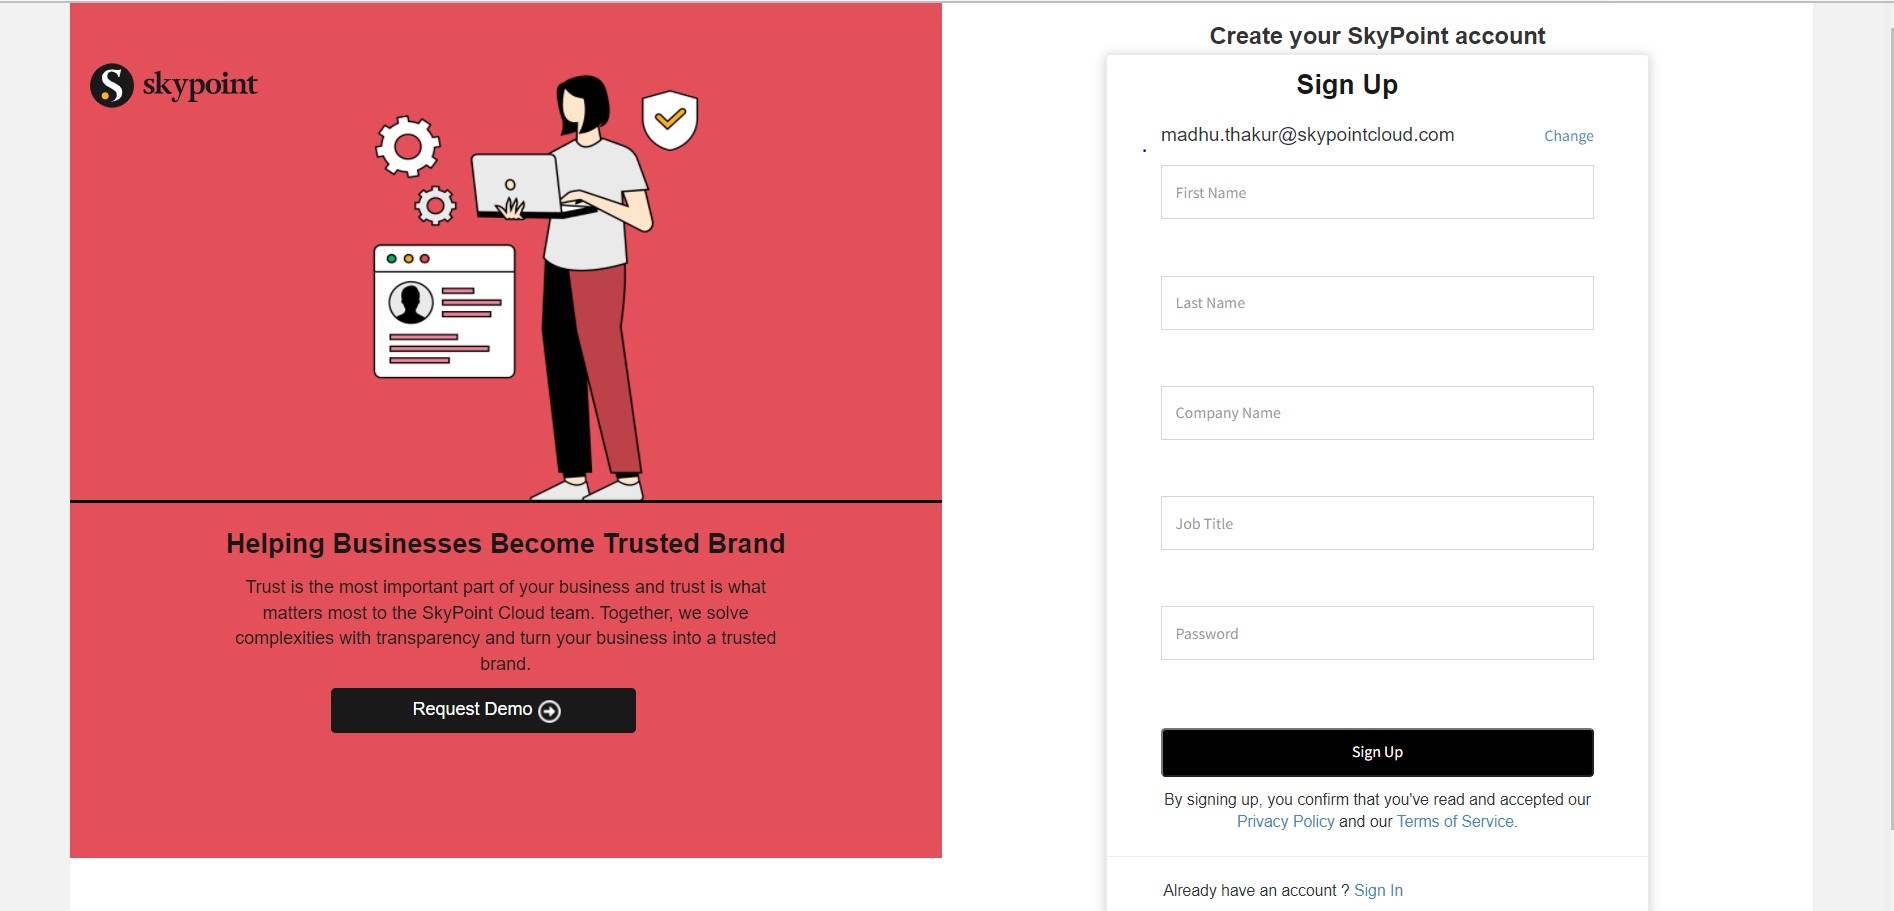 skypoint
Helping Businesses Become Trusted Brand
Trust is the most important part of your business and trust is what
matters most to the SkyPoint Cloud team. Together, we solve
complexities with transparency and turn your business into a trusted
brand.
Request Demo
Create your SkyPoint account
Sign Up
madhu.thakur@skypointcloud.com Change
First Name
Last Name
Company Name
Job Title
Password
Sign Up
By signing up, you confirm that you've read and accepted our
Privacy Policy and our Terms of Service.
Already have an account ? Sign In